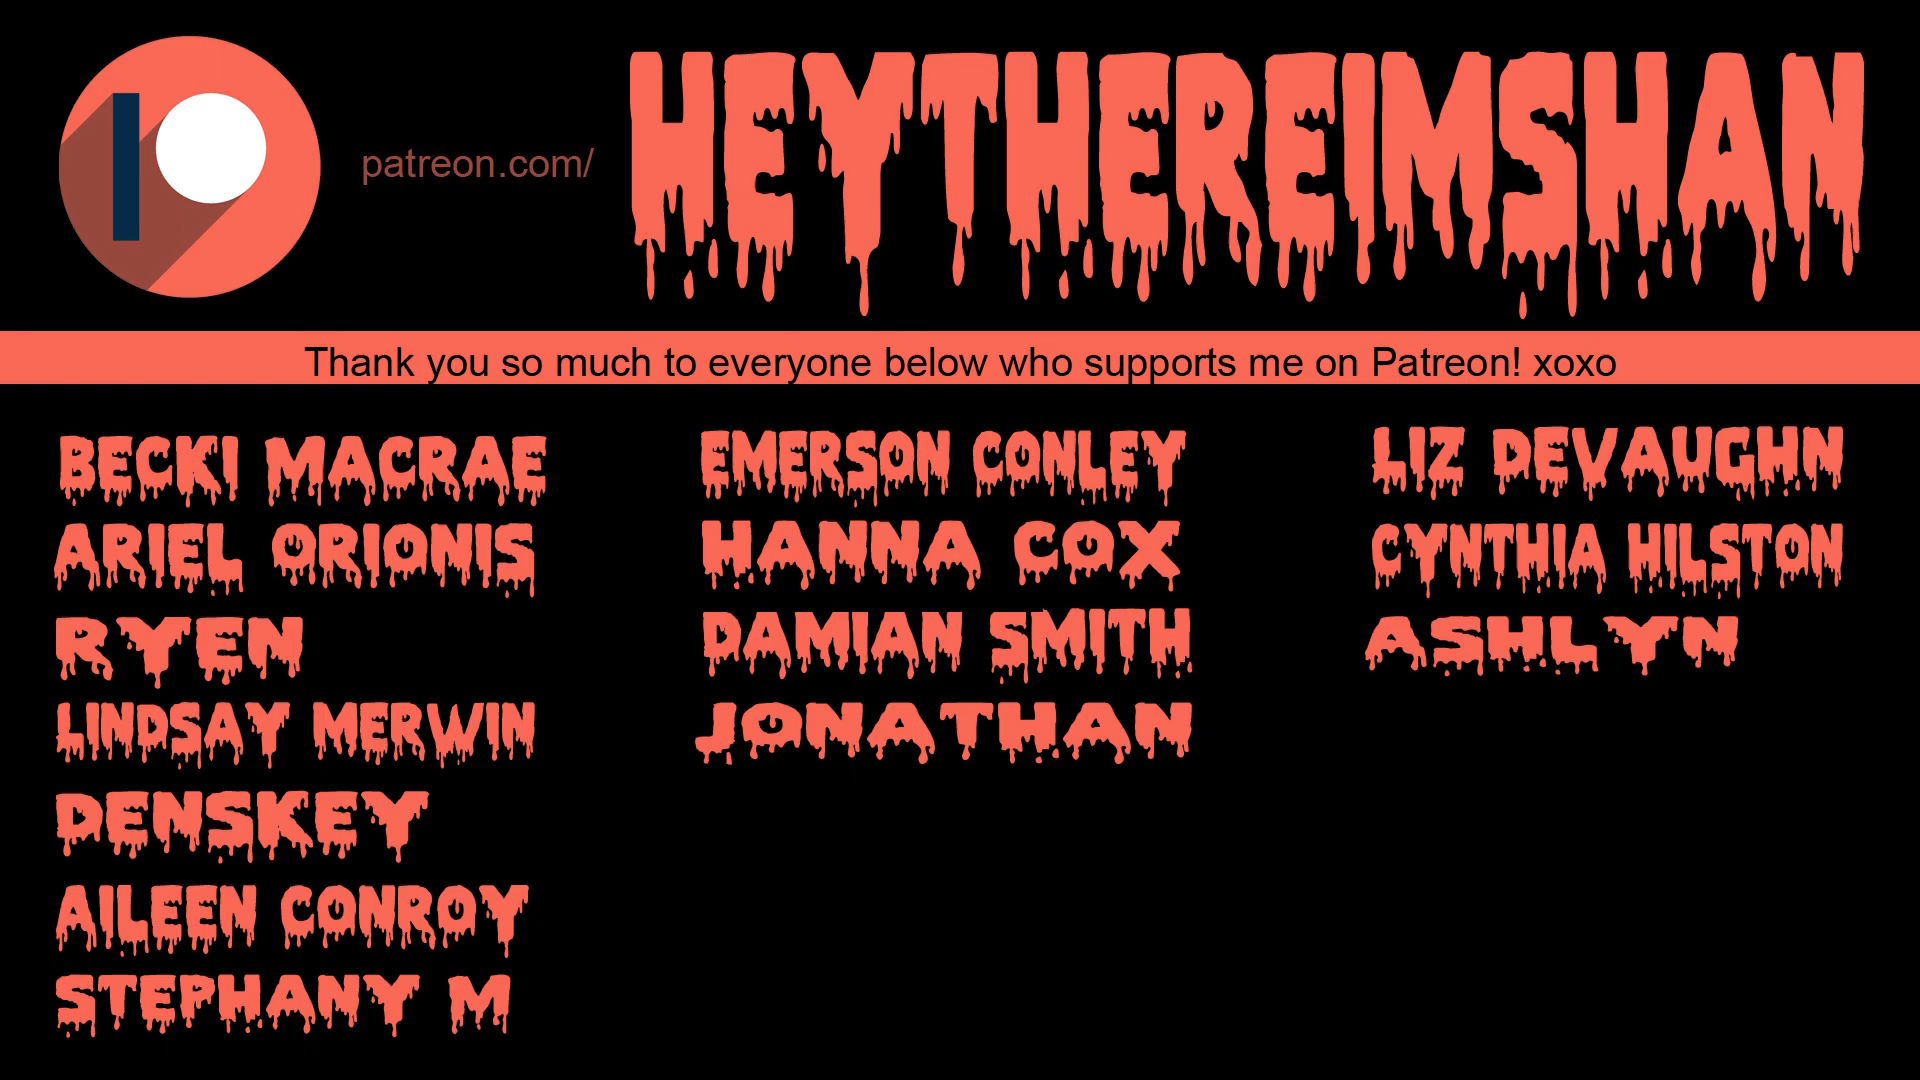 patreon.com/ HEYTHEREIMSHAN
Thank you so much to everyone below who supports me on Patreon! xoxo
BECKI MACRAE
ARIEL ORIONIS
RYEN
LINDSAY MERWIN
DENSKEY
AILEEN CONROY
STEPHANY M
EMERSON CONLEY
HANNA COX
DAMIAN SMITH
JONATHAN
LIZ DEVAUGHN
CYNTHIA HILSTON
ASHLYN